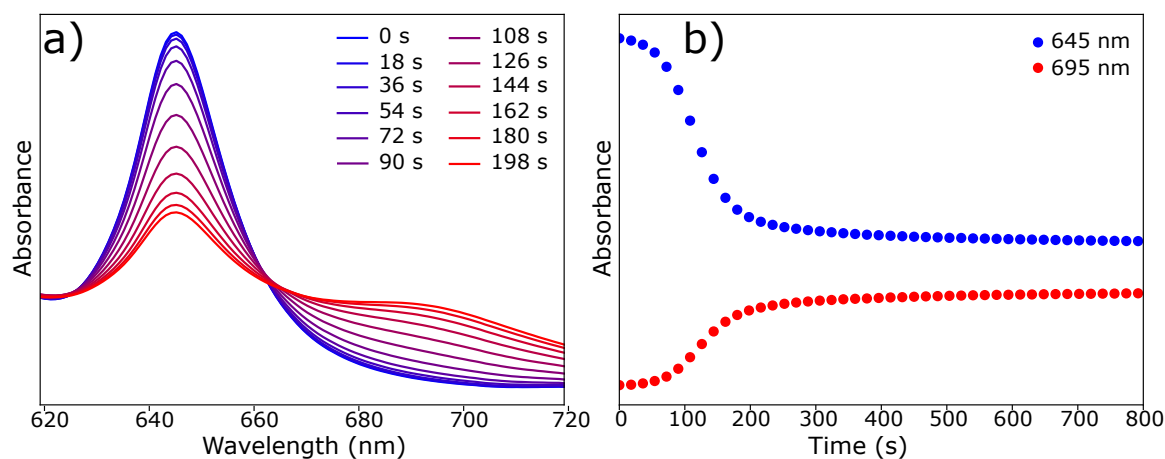 a)
0 s
18 s
36 s
54 s
72 s
90 s
108 s
126 s
144 s
162 s
180 s
198 s
Absorbance
620 640 660 680 700 720
Wavelength (nm)
b)
645 nm
695 nm
Absorbance
0 100 200 300 400 500 600 700 800
Time (s)